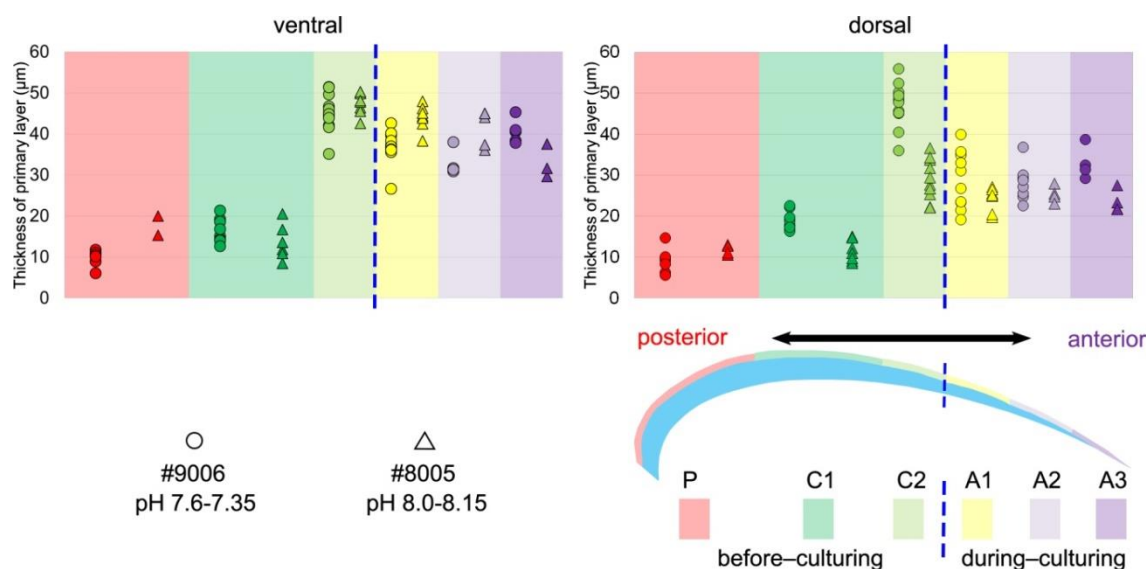 ventral
Thickness of primary layer (μm)
60
50
40
30
20
10
0
dorsal
Thickness of primary layer (μm)
60
50
40
30
20
10
0
posterior
anterior
#9006
pH 7.6-7.35
#8005
pH 8.0-8.15
P C1 C2 A1 A2 A3
before–culturing during–culturing